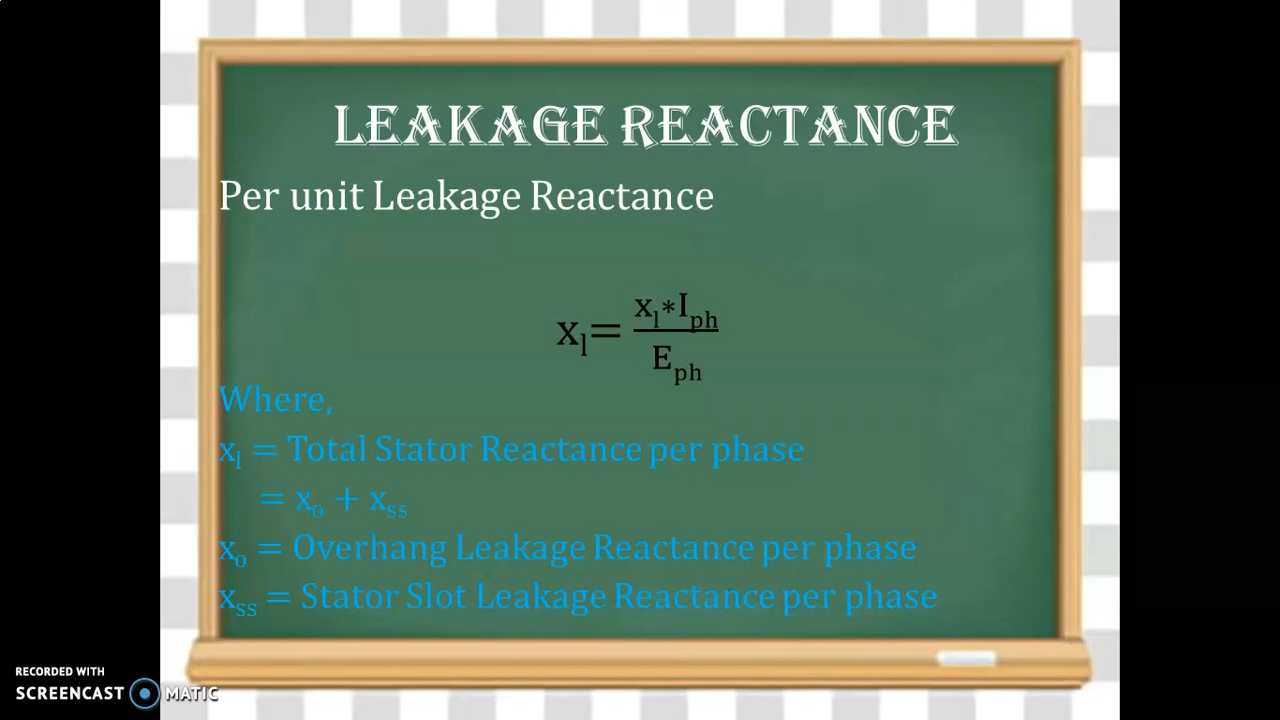 LEAKAGE REACTANCE
Per unit Leakage Reactance
xₗ= xₗ*Iₚₕ / Eₚₕ
Where,
xₗ = Total Stator Reactance per phase
= xₒ + xₛₛ
xₒ = Overhang Leakage Reactance per phase
xₛₛ = Stator Slot Leakage Reactance per phase
RECORDED WITH
SCREENCAST MATIC